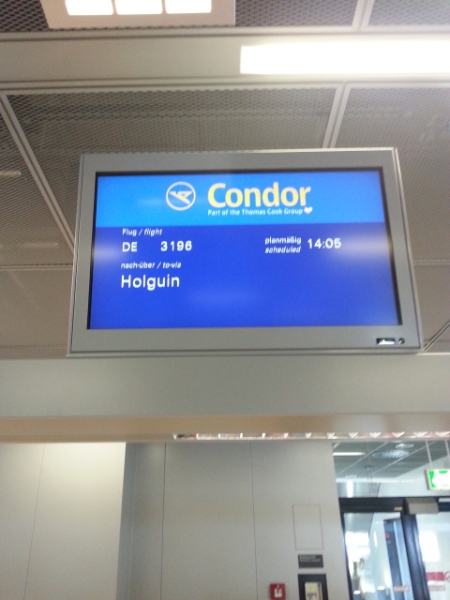 Condor
Part of the Thomas Cook Group
Flug / flight
DE 3196
planmäßig
scheduled
14:05
nach-über / to-via
Holguin